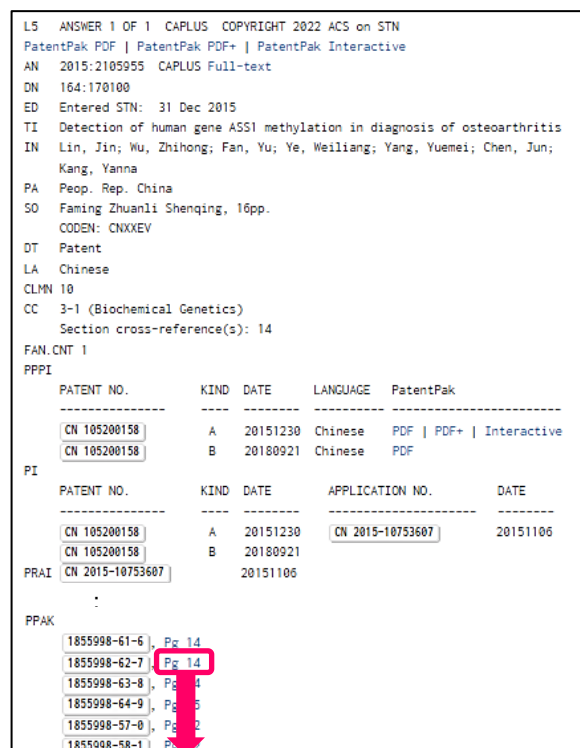 L5 ANSWER 1 OF 1 CAPLUS COPYRIGHT 2022 ACS on STN
PatentPak PDF | PatentPak PDF+ | PatentPak Interactive
AN 2015:2105955 CAPLUS Full-text
DN 164:170100
ED Entered STN: 31 Dec 2015
TI Detection of human gene ASS1 methylation in diagnosis of osteoarthritis
IN Lin, Jin; Wu, Zhihong; Fan, Yu; Ye, Weiliang; Yang, Yuemei; Chen, Jun;
Kang, Yanna
PA Peop. Rep. China
SO Faming Zhuanli Shenqing, 16pp.
CODEN: CNXXEV
DT Patent
LA Chinese
CLMN 10
CC 3-1 (Biochemical Genetics)
Section cross-reference(s): 14
FAN.CNT 1
PPPI
PATENT NO. KIND DATE LANGUAGE PatentPak
--------------- ---- -------- ---------- ------------------------
CN 105200158 A 20151230 Chinese PDF | PDF+ | Interactive
CN 105200158 B 20180921 Chinese PDF
PI
PATENT NO. KIND DATE APPLICATION NO. DATE
--------------- ---- -------- -------------------- --------
CN 105200158 A 20151230 CN 2015-10753607 20151106
CN 105200158 B 20180921
PRAI CN 2015-10753607 20151106
:
PPAK
1855998-61-6, Pg 14
1855998-62-7, Pg 14
1855998-63-8, Pg
1855998-64-9, Pg
1855998-57-0, Pg
1855998-58-1,